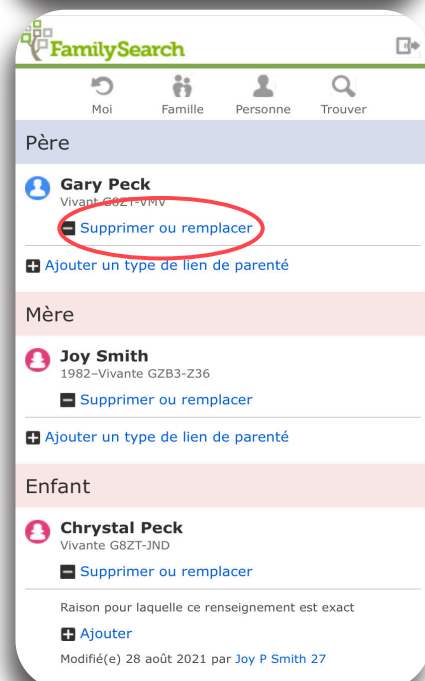 FamilySearch
Moi Famille Personne Trouver
Père
Gary Peck
Vivant G8ZT-VMV
Supprimer ou remplacer
Ajouter un type de lien de parenté
Mère
Joy Smith
1982–Vivante GZB3-Z36
Supprimer ou remplacer
Ajouter un type de lien de parenté
Enfant
Chrystal Peck
Vivante G8ZT-JND
Supprimer ou remplacer
Raison pour laquelle ce renseignement est exact
Ajouter
Modifié(e) 28 août 2021 par Joy P Smith 27